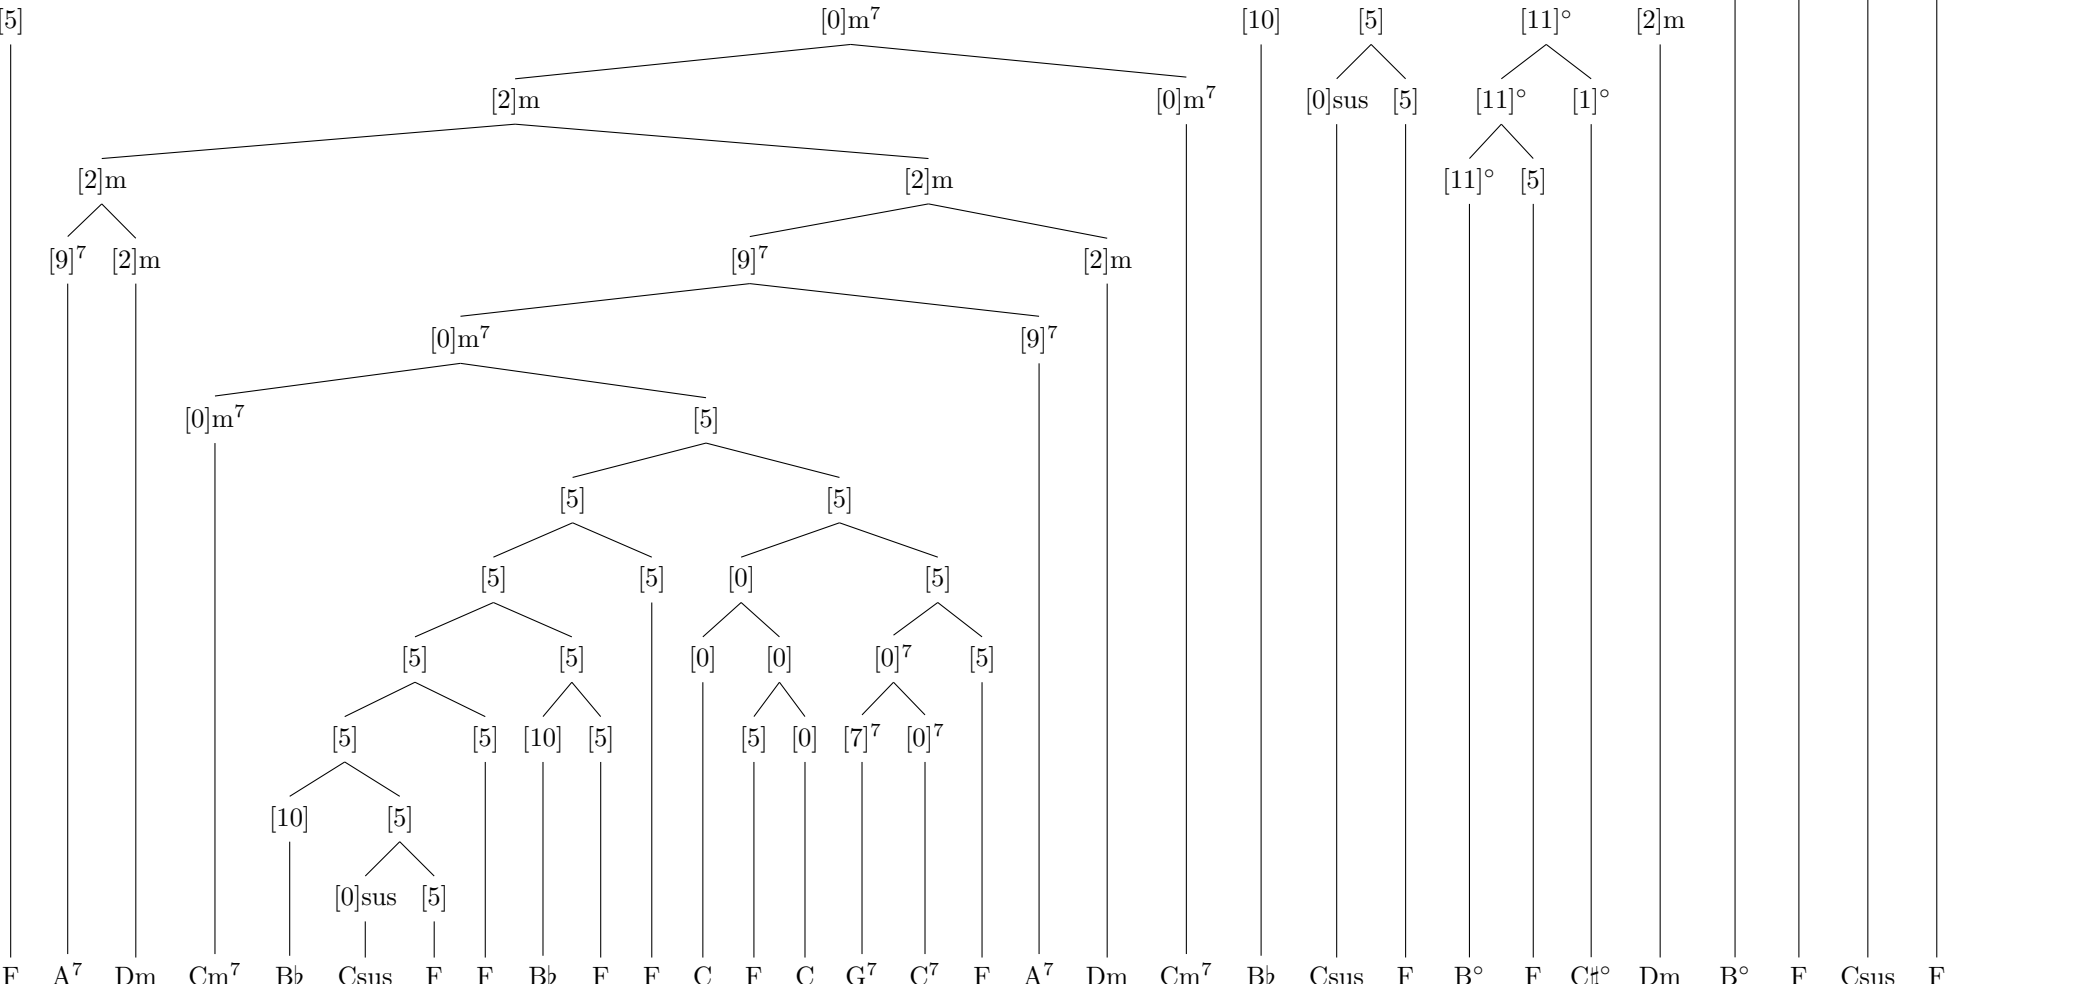 [5] [0]m⁷ [10] [5] [11]° [2]m
[2]m [0]m⁷ [0]sus [5] [11]° [1]°
[2]m [2]m [11]° [5]
[9]⁷ [2]m [9]⁷ [2]m
[0]m⁷ [9]⁷
[0]m⁷ [5]
[5] [5]
[5] [5] [0] [5]
[5] [5] [0] [0] [0]⁷ [5]
[5] [5] [10] [5] [5] [0] [7]⁷ [0]⁷
[10] [5]
[0]sus [5]
F A⁷ Dm Cm⁷ B♭ Csus F F B♭ F F C F C G⁷ C⁷ F A⁷ Dm Cm⁷ B♭ Csus F B° F C♯° Dm B° F Csus F